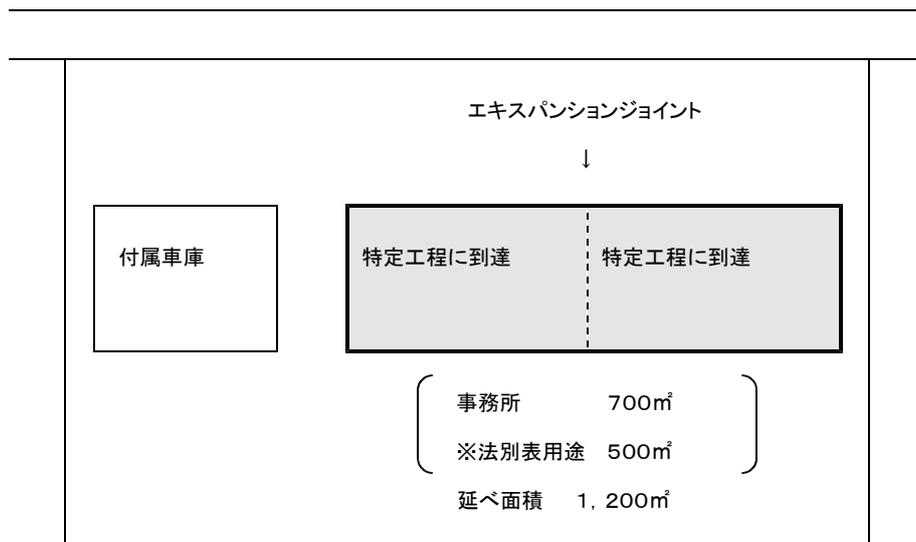 エキスパンションジョイント
↓
付属車庫
特定工程に到達
特定工程に到達
事務所 700㎡
※法別表用途 500㎡
延べ面積 1,200㎡